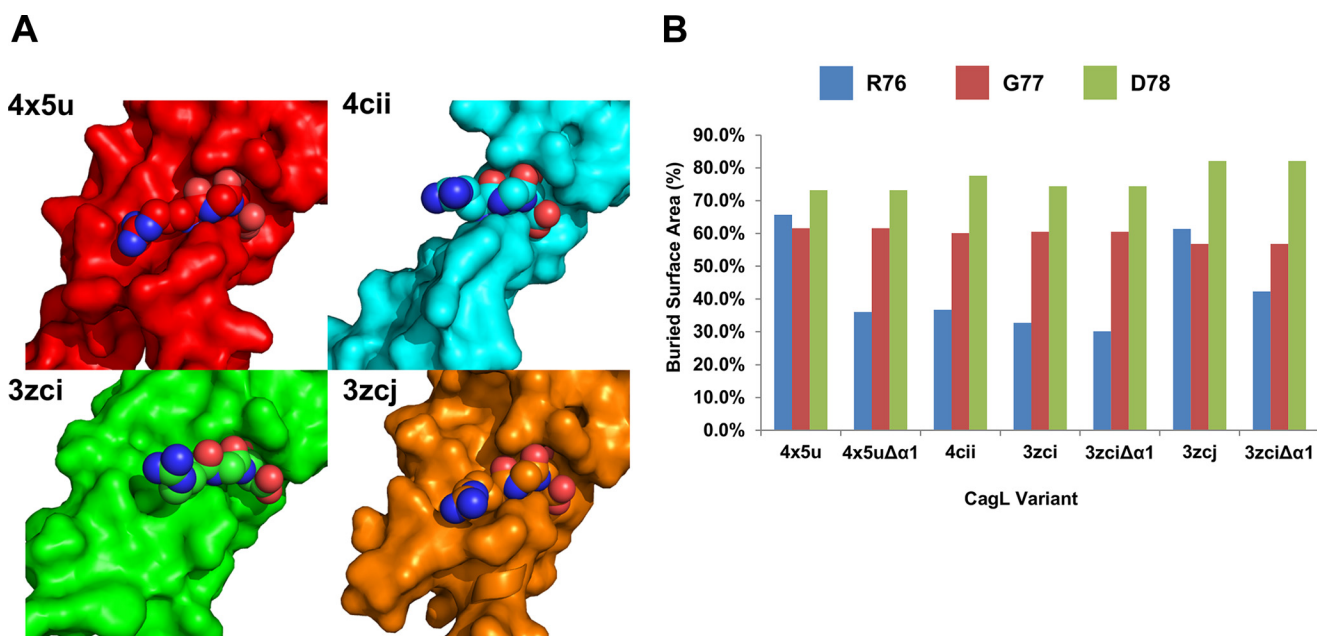 A
B
4x5u
4cii
3zci
3zcj
R76
G77
D78
Buried Surface Area (%)
90.0%
80.0%
70.0%
60.0%
50.0%
40.0%
30.0%
20.0%
10.0%
0.0%
4x5u
4x5uΔα1
4cii
3zci
3zciΔα1
3zcj
3zciΔα1
CagL Variant